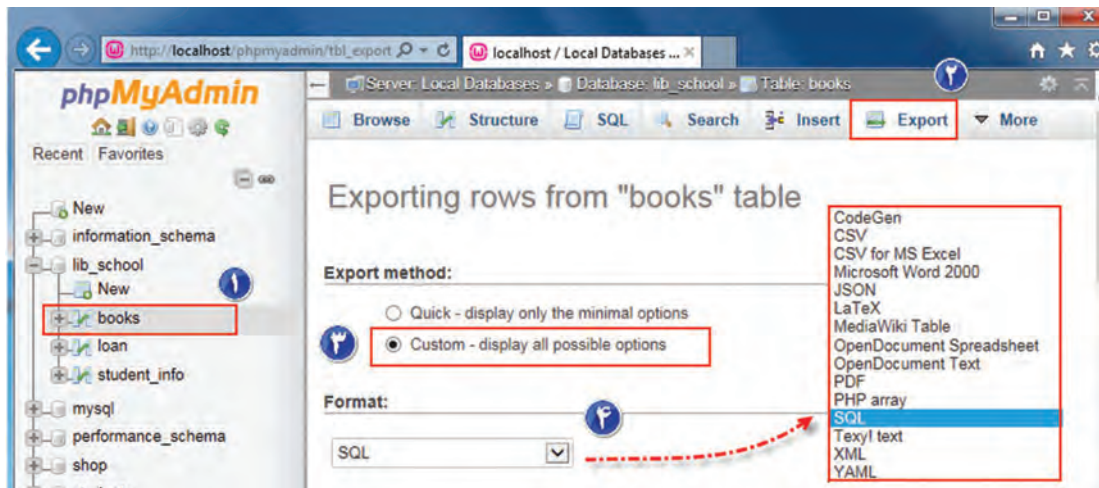 http://localhost/phpmyadmin/tbl_export
localhost / Local Databases ...
phpMyAdmin
Recent Favorites
New
information_schema
lib_school
New
۱
books
loan
student_info
mysql
performance_schema
shop
Server: Local Databases » Database: lib_school » Table: books
۲
Browse Structure SQL Search Insert Export More
Exporting rows from "books" table
Export method:
Quick - display only the minimal options
۳
Custom - display all possible options
Format:
۴
SQL
CodeGen
CSV
CSV for MS Excel
Microsoft Word 2000
JSON
LaTeX
MediaWiki Table
OpenDocument Spreadsheet
OpenDocument Text
PDF
PHP array
SQL
Texy! text
XML
YAML